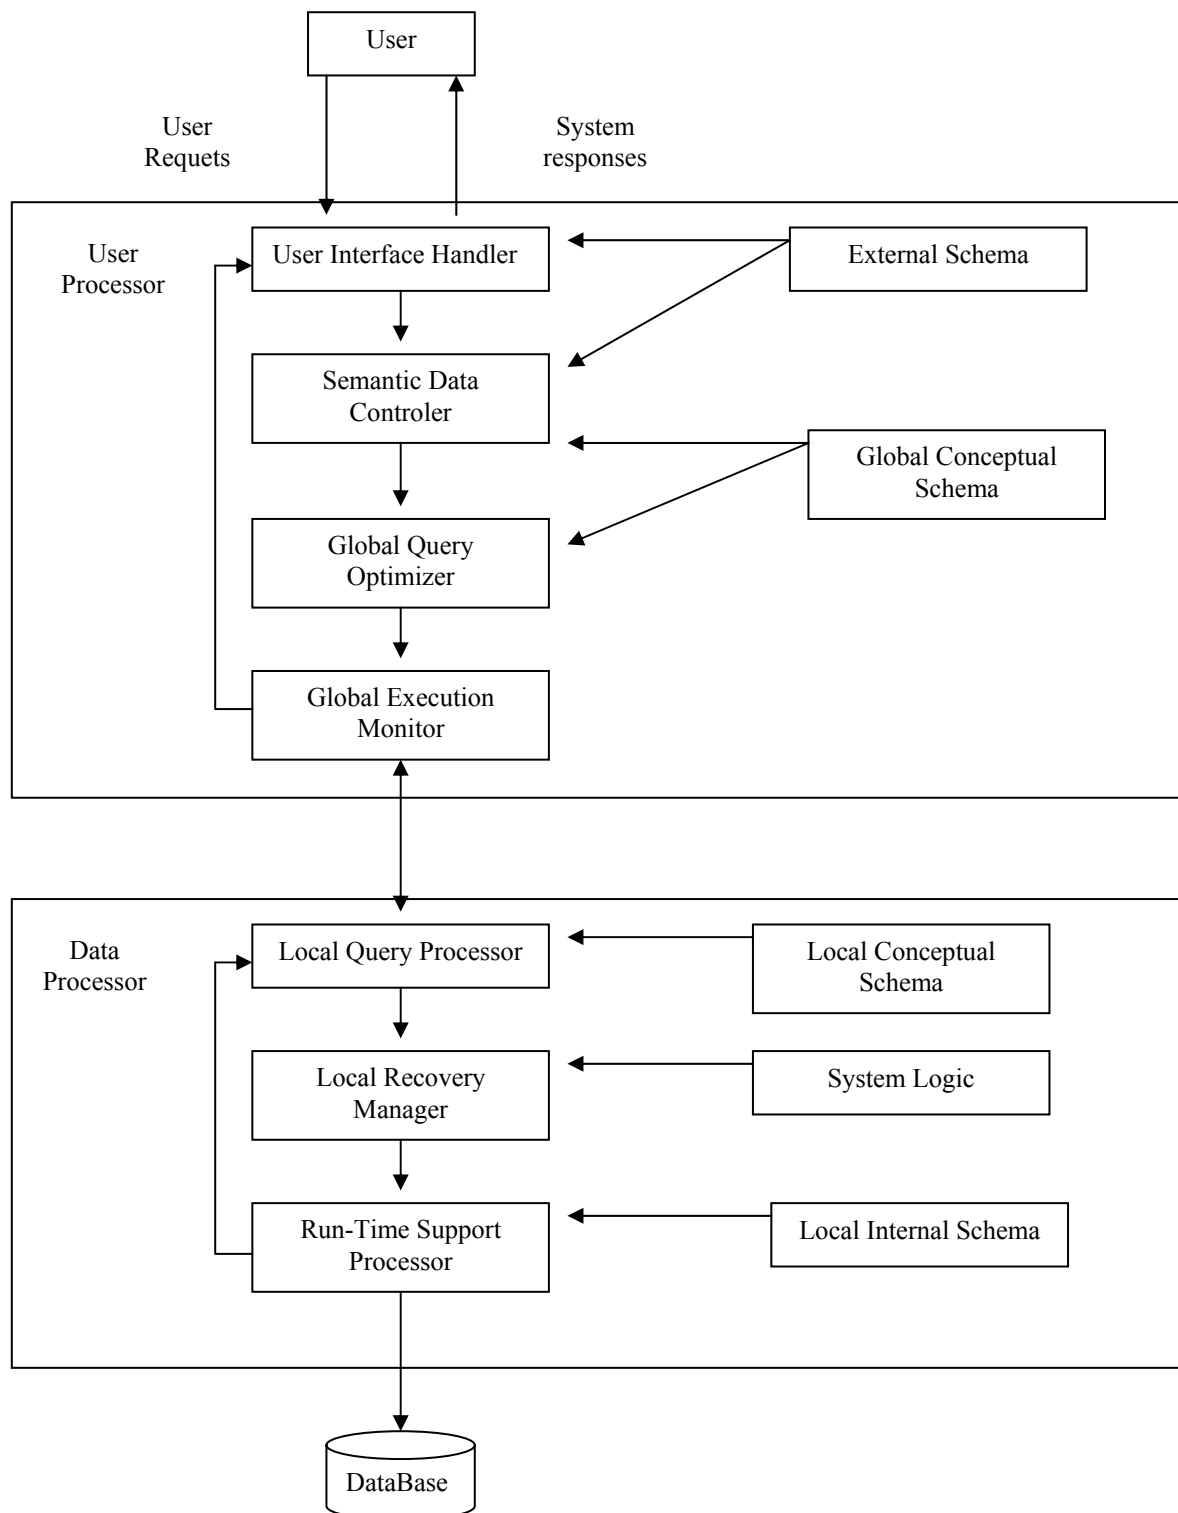 User
User
Requets
System
responses
User
Processor
User Interface Handler
External Schema
Semantic Data
Controler
Global Conceptual
Schema
Global Query
Optimizer
Global Execution
Monitor
Data
Processor
Local Query Processor
Local Conceptual
Schema
Local Recovery
Manager
System Logic
Run-Time Support
Processor
Local Internal Schema
DataBase